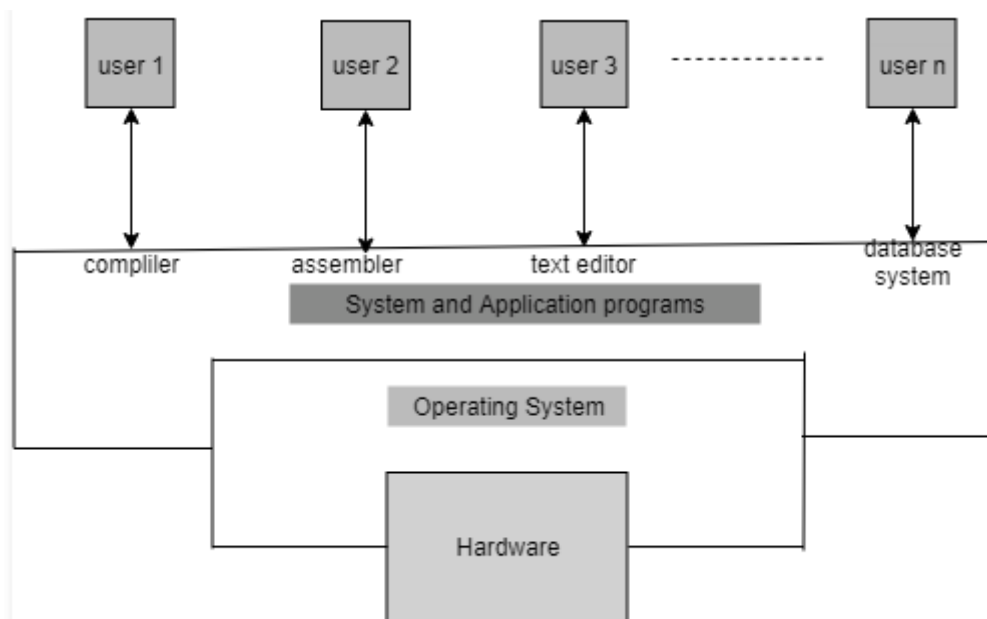 user 1
user 2
user 3
user n
compliler
assembler
text editor
database
system
System and Application programs
Operating System
Hardware